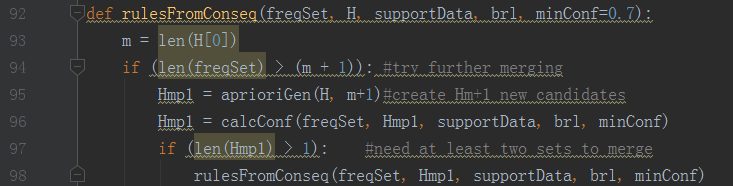 92 def rulesFromConseq(freqSet, H, supportData, brl, minConf=0.7):
93 m = len(H[0])
94 if (len(freqSet) > (m + 1)): #try further merging
95 Hmp1 = aprioriGen(H, m+1)#create Hm+1 new candidates
96 Hmp1 = calcConf(freqSet, Hmp1, supportData, brl, minConf)
97 if (len(Hmp1) > 1): #need at least two sets to merge
98 rulesFromConseq(freqSet, Hmp1, supportData, brl, minConf)